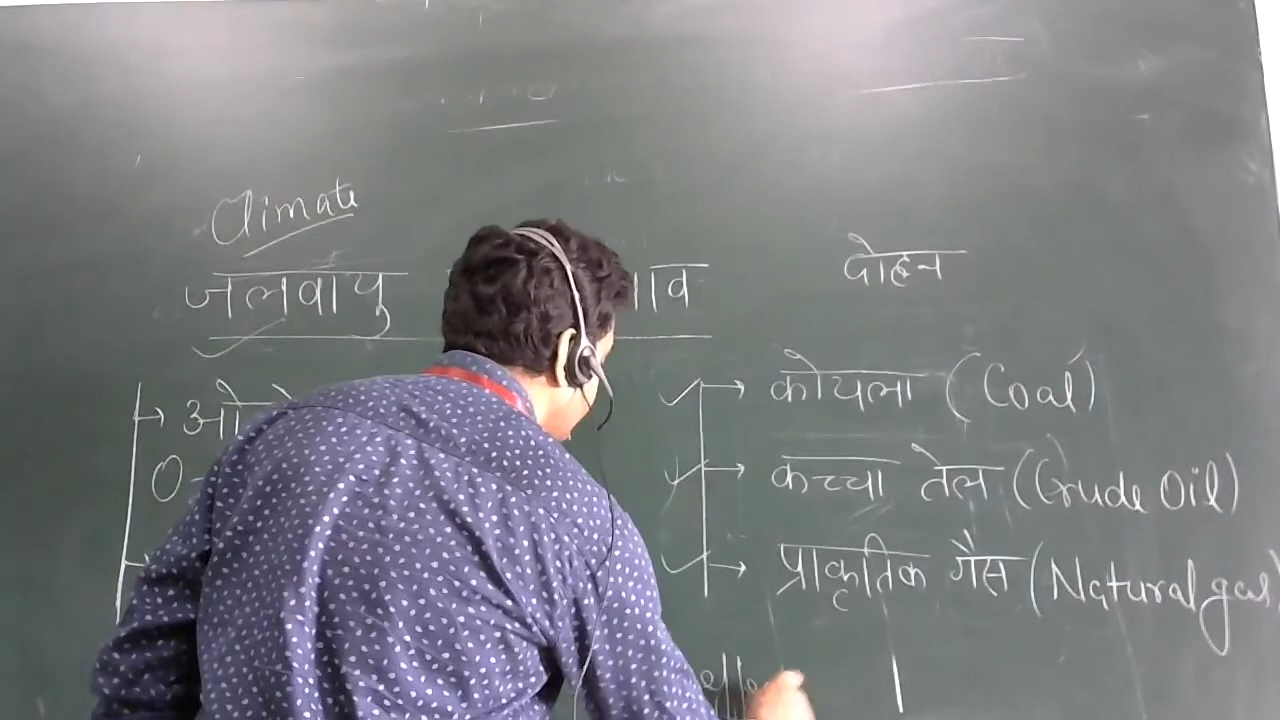 Climate
जलवायु
दोहन
कोयला (Coal)
कच्चा तेल (Crude Oil)
प्राकृतिक गैस (Natural gas)